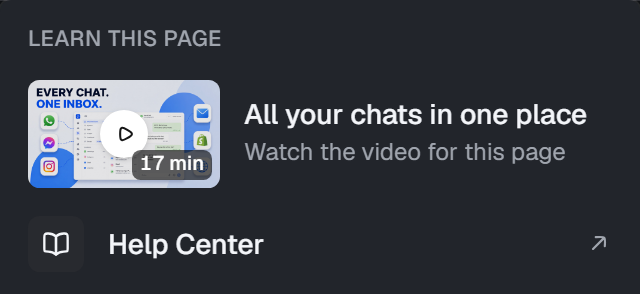 LEARN THIS PAGE
EVERY CHAT.
ONE INBOX.
17 min
All your chats in one place
Watch the video for this page
Help Center